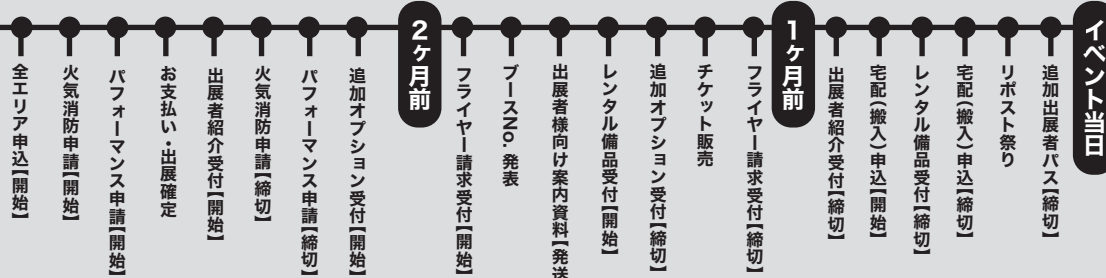 全エリア申込【開始】
火気消防申請【開始】
パフォーマンス申請【開始】
お支払い・出展確定
出展者紹介受付【開始】
火気消防申請【締切】
パフォーマンス申請【締切】
追加オプション受付【開始】
2ヶ月前
フライヤー請求受付【開始】
ブースNo. 発表
出展者様向け案内資料【発送
レンタル備品受付【開始】
追加オプション受付【締切】
チケット販売
フライヤー請求受付【締切】
1ヶ月前
出展者紹介受付【締切】
宅配(搬入)申込【開始】
レンタル備品受付【締切】
宅配(搬入)申込【締切】
リポスト祭り
追加出展者パス【締切】
イベント当日